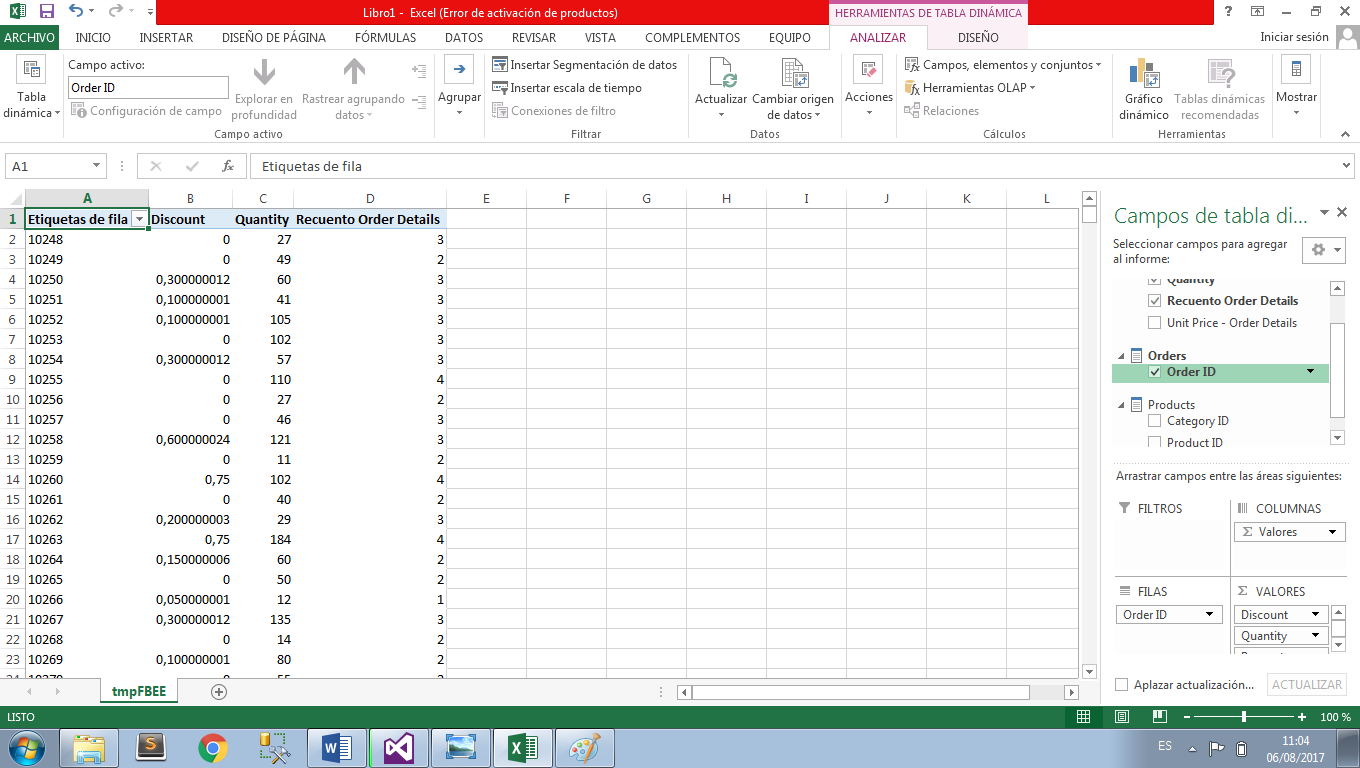 Libro1 - Excel (Error de activación de productos)
HERRAMIENTAS DE TABLA DINÁMICA
ARCHIVO INICIO INSERTAR DISEÑO DE PÁGINA FÓRMULAS DATOS REVISAR VISTA COMPLEMENTOS EQUIPO ANALIZAR DISEÑO Iniciar sesión
Campo activo:
Order ID
Configuración de campo
Tabla dinámica
Explorar en profundidad
Rastrear agrupando datos
Campo activo
Agrupar
Insertar Segmentación de datos
Insertar escala de tiempo
Conexiones de filtro
Filtrar
Actualizar
Cambiar origen de datos
Datos
Acciones
Campos, elementos y conjuntos
Herramientas OLAP
Relaciones
Cálculos
Gráfico dinámico
Tablas dinámicas recomendadas
Herramientas
Mostrar
A1 fx Etiquetas de fila
A B C D E F G H I J K L
1 Etiquetas de fila Discount Quantity Recuento Order Details
2 10248 0 27 3
3 10249 0 49 2
4 10250 0,300000012 60 3
5 10251 0,100000001 41 3
6 10252 0,100000001 105 3
7 10253 0 102 3
8 10254 0,300000012 57 3
9 10255 0 110 4
10 10256 0 27 2
11 10257 0 46 3
12 10258 0,600000024 121 3
13 10259 0 11 2
14 10260 0,75 102 4
15 10261 0 40 2
16 10262 0,200000003 29 3
17 10263 0,75 184 4
18 10264 0,150000006 60 2
19 10265 0 50 2
20 10266 0,050000001 12 1
21 10267 0,300000012 135 3
22 10268 0 14 2
23 10269 0,100000001 80 2
tmpFBEE
Campos de tabla di...
Seleccionar campos para agregar
al informe:
Quantity
Recuento Order Details
Unit Price - Order Details
Orders
Order ID
Products
Category ID
Product ID
Arrastrar campos entre las áreas siguientes:
FILTROS
COLUMNAS
Valores
FILAS
Order ID
Σ VALORES
Discount
Quantity
Aplazar actualización... ACTUALIZAR
LISTO 100 %
ES 11:04
06/08/2017